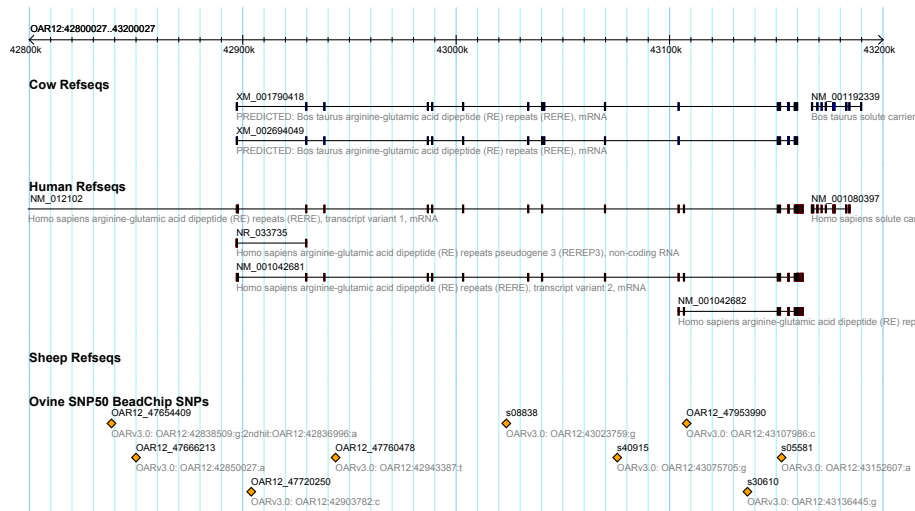 OAR12:42800027..43200027
42800k 42900k 43000k 43100k 43200k
Cow Refseqs
XM_001790418 NM_001192339
PREDICTED: Bos taurus arginine-glutamic acid dipeptide (RE) repeats (RERE), mRNA Bos taurus solute carrier
XM_002694049
PREDICTED: Bos taurus arginine-glutamic acid dipeptide (RE) repeats (RERE), mRNA
Human Refseqs
NM_012102 NM_001080397
Homo sapiens arginine-glutamic acid dipeptide (RE) repeats (RERE), transcript variant 1, mRNA Homo sapiens solute car
NR_033735
Homo sapiens arginine-glutamic acid dipeptide (RE) repeats pseudogene 3 (REREP3), non-coding RNA
NM_001042681
Homo sapiens arginine-glutamic acid dipeptide (RE) repeats (RERE), transcript variant 2, mRNA
NM_001042682
Homo sapiens arginine-glutamic acid dipeptide (RE) rep
Sheep Refseqs
Ovine SNP50 BeadChip SNPs
OAR12_47654409 s08838 OAR12_47953990
OARv3.0: OAR12:42838509:g:2ndhit:OAR12:42836996:a OARv3.0: OAR12:43023759:g OARv3.0: OAR12:43107986:c
OAR12_47666213 OAR12_47760478 s40915 s05581
OARv3.0: OAR12:42850027:a OARv3.0: OAR12:42943387:t OARv3.0: OAR12:43075705:g OARv3.0: OAR12:43152607:a
OAR12_47720250 s30610
OARv3.0: OAR12:42903782:c OARv3.0: OAR12:43136445:g